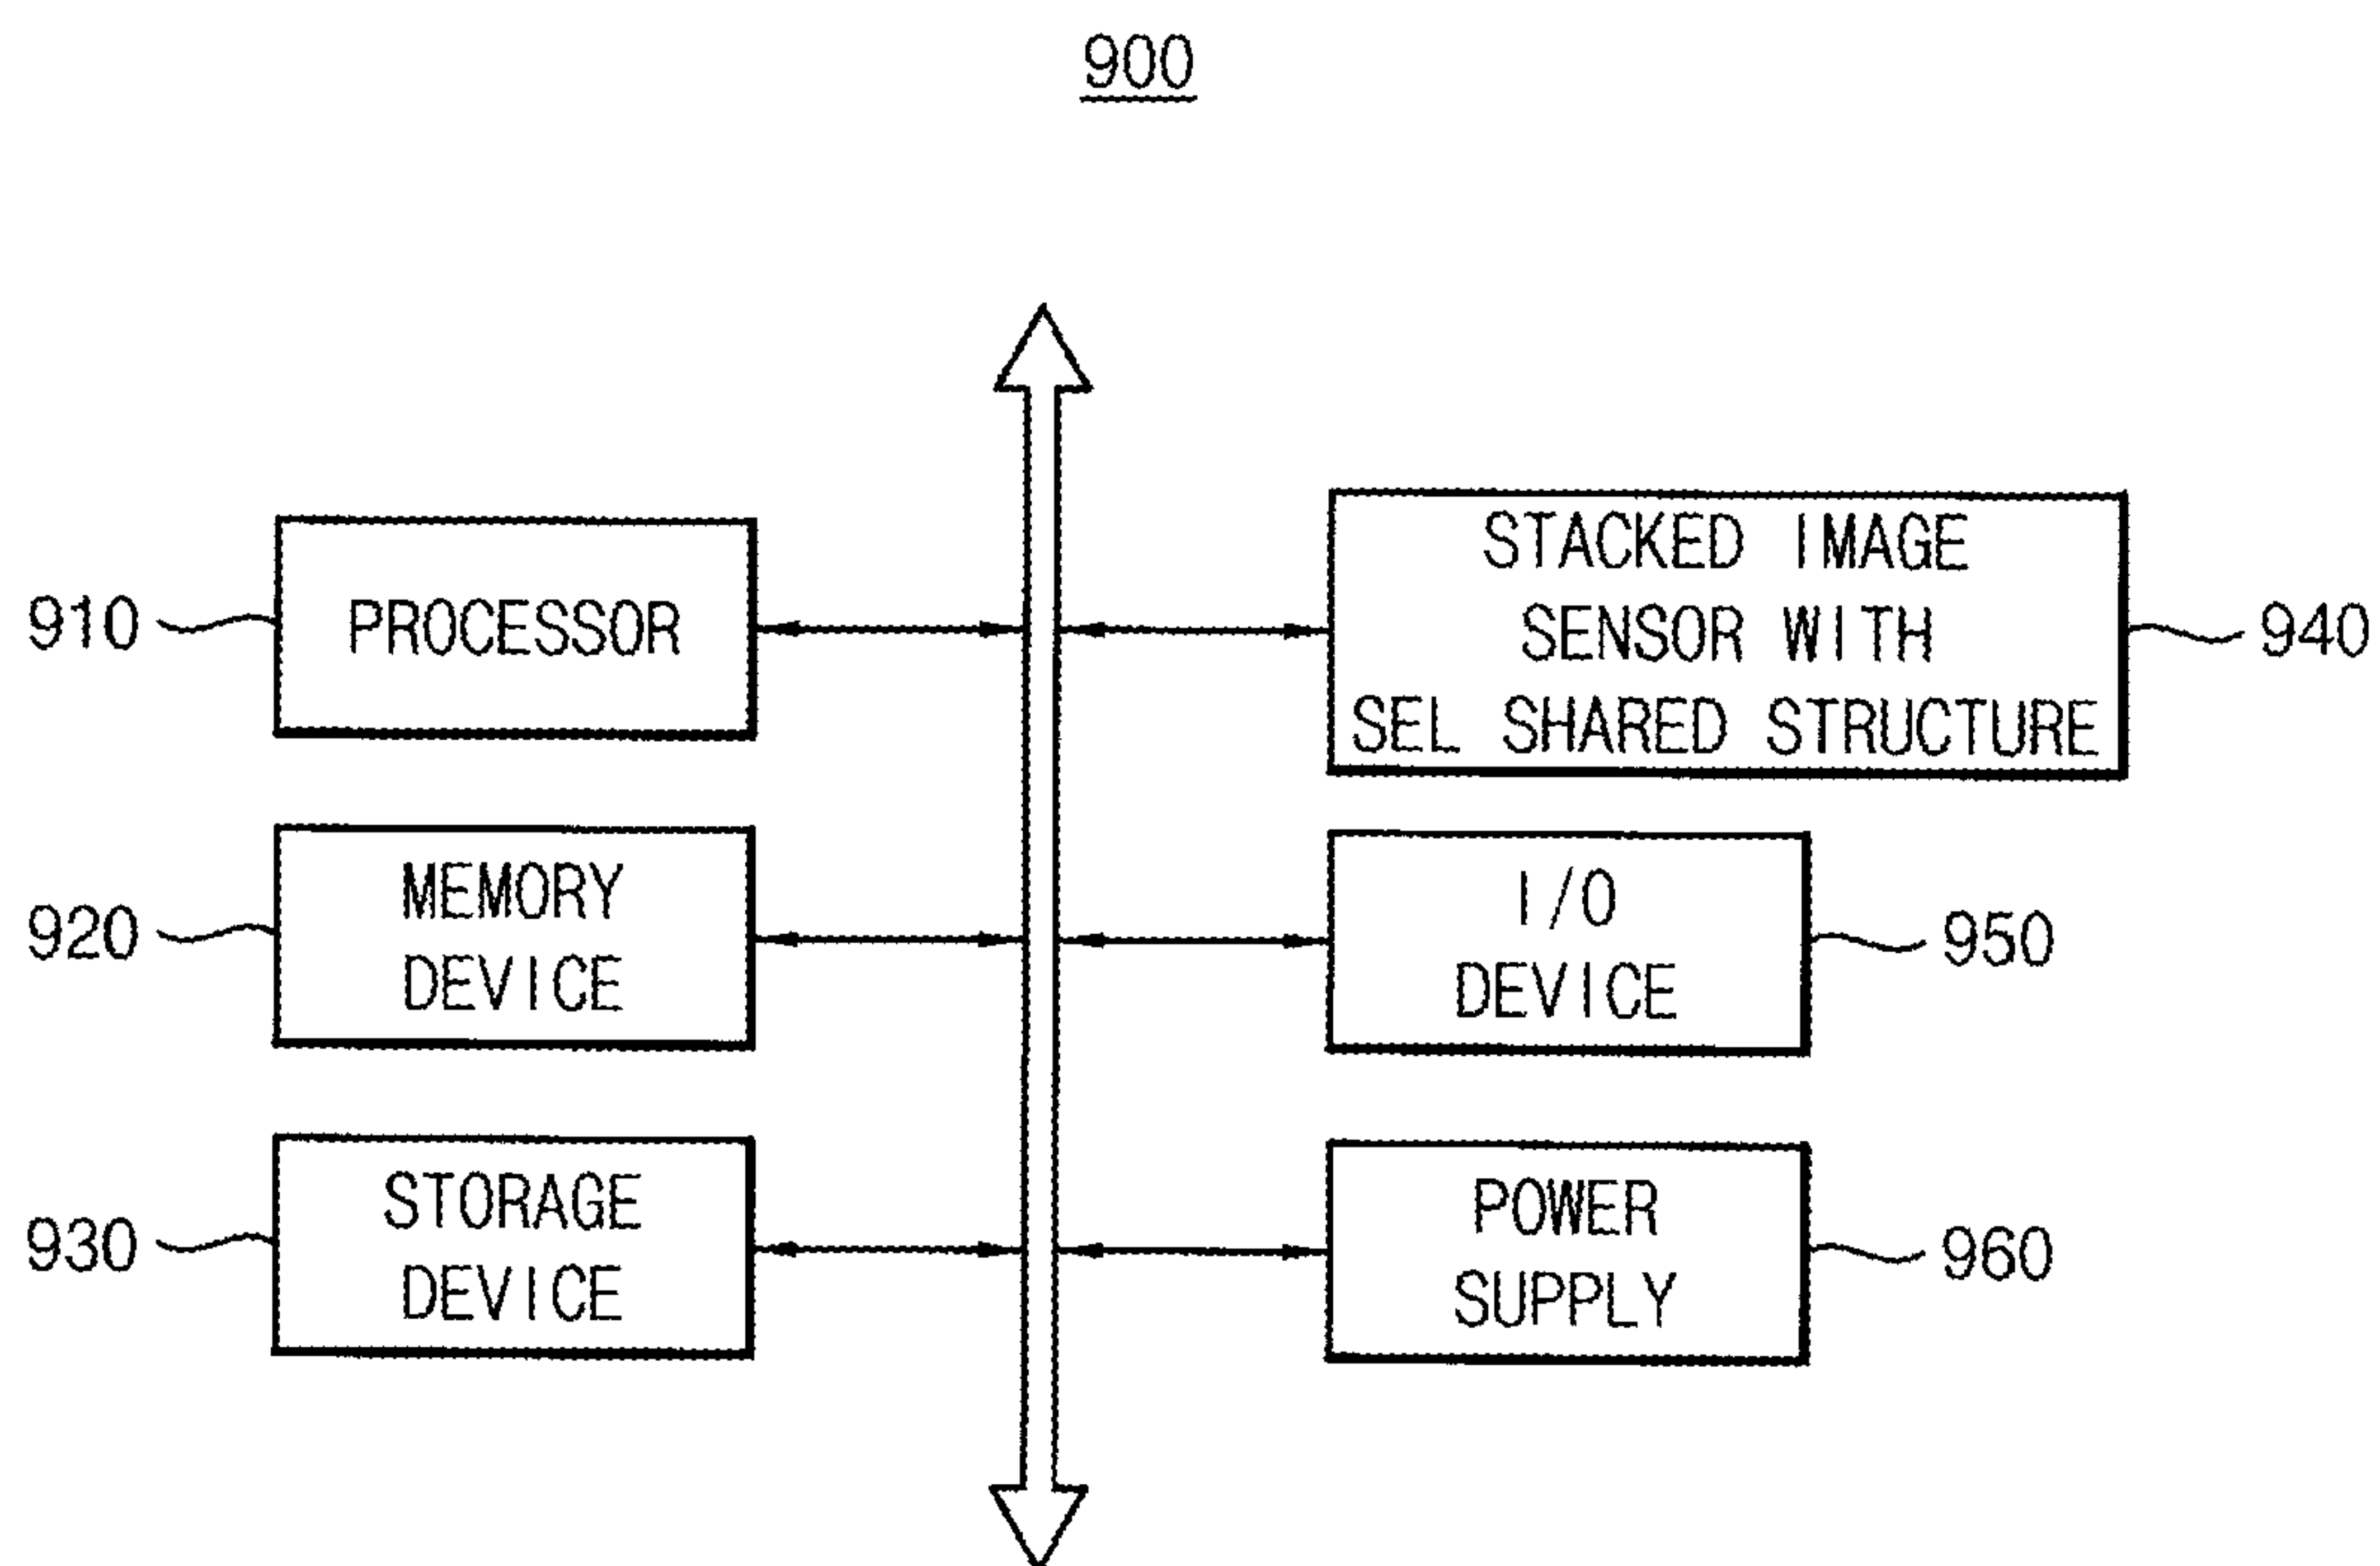 900
910
PROCESSOR
STACKED IMAGE
SENSOR WITH
SEL SHARED STRUCTURE
940
920
MEMORY
DEVICE
I/O
DEVICE
950
930
STORAGE
DEVICE
POWER
SUPPLY
960